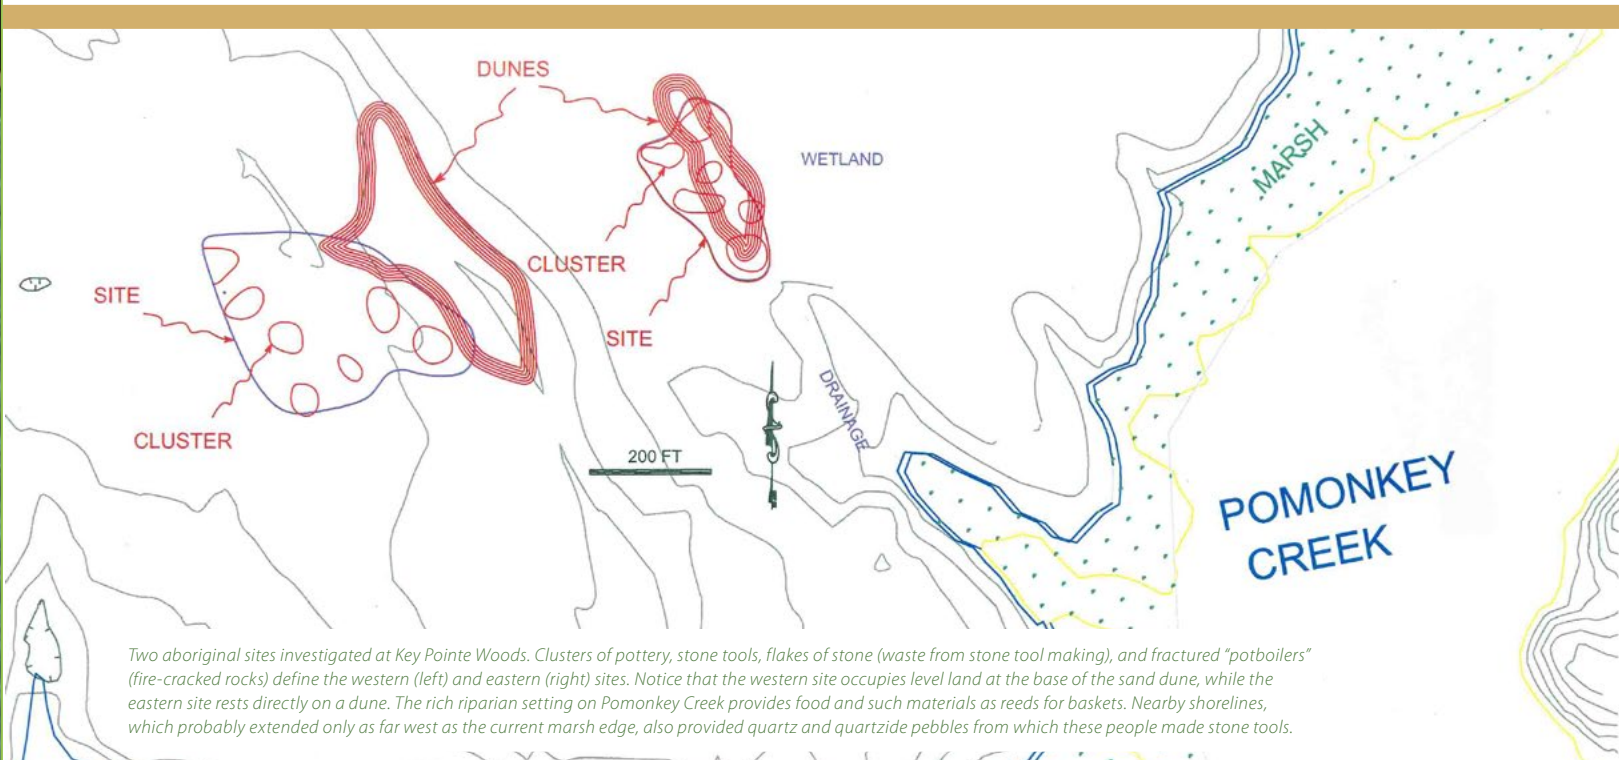 DUNES
WETLAND
MARSH
CLUSTER
SITE
SITE
DRAINAGE
CLUSTER
200 FT
POMONKEY
CREEK
Two aboriginal sites investigated at Key Pointe Woods. Clusters of pottery, stone tools, flakes of stone (waste from stone tool making), and fractured “potboilers”
(fire-cracked rocks) define the western (left) and eastern (right) sites. Notice that the western site occupies level land at the base of the sand dune, while the
eastern site rests directly on a dune. The rich riparian setting on Pomonkey Creek provides food and such materials as reeds for baskets. Nearby shorelines,
which probably extended only as far west as the current marsh edge, also provided quartz and quartzide pebbles from which these people made stone tools.